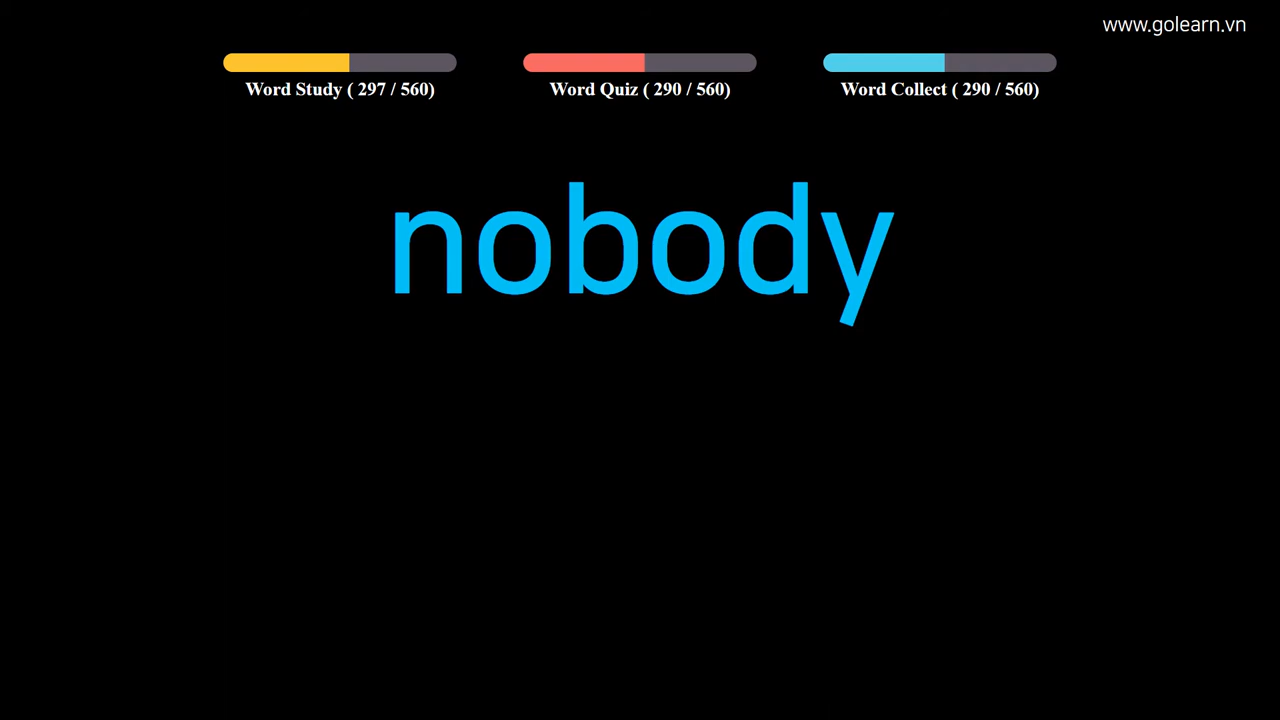 www.golearn.vn
Word Study ( 297 / 560)
Word Quiz ( 290 / 560)
Word Collect ( 290 / 560)
nobody